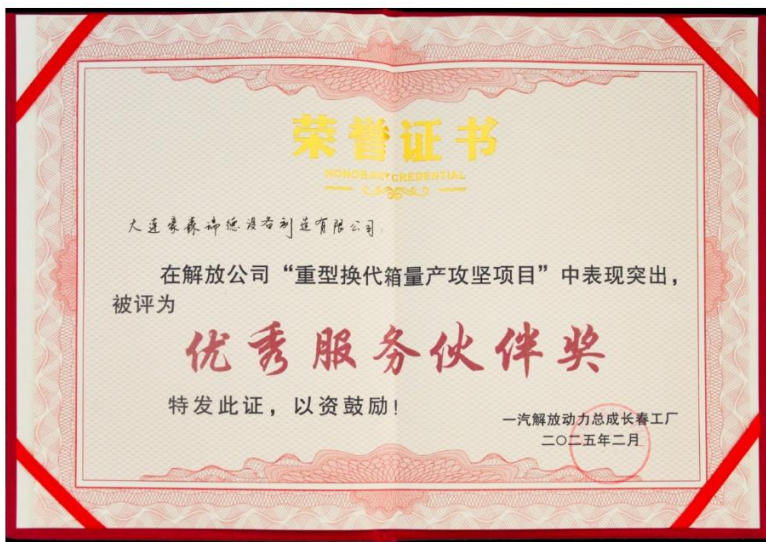 荣誉证书
HONORARY CREDENTIAL
大连豪森瑞德设备制造有限公司:
在解放公司“重型换代箱量产攻坚项目”中表现突出，
被评为
优秀服务伙伴奖
特发此证，以资鼓励！
一汽解放动力总成长春工厂
二〇二五年二月